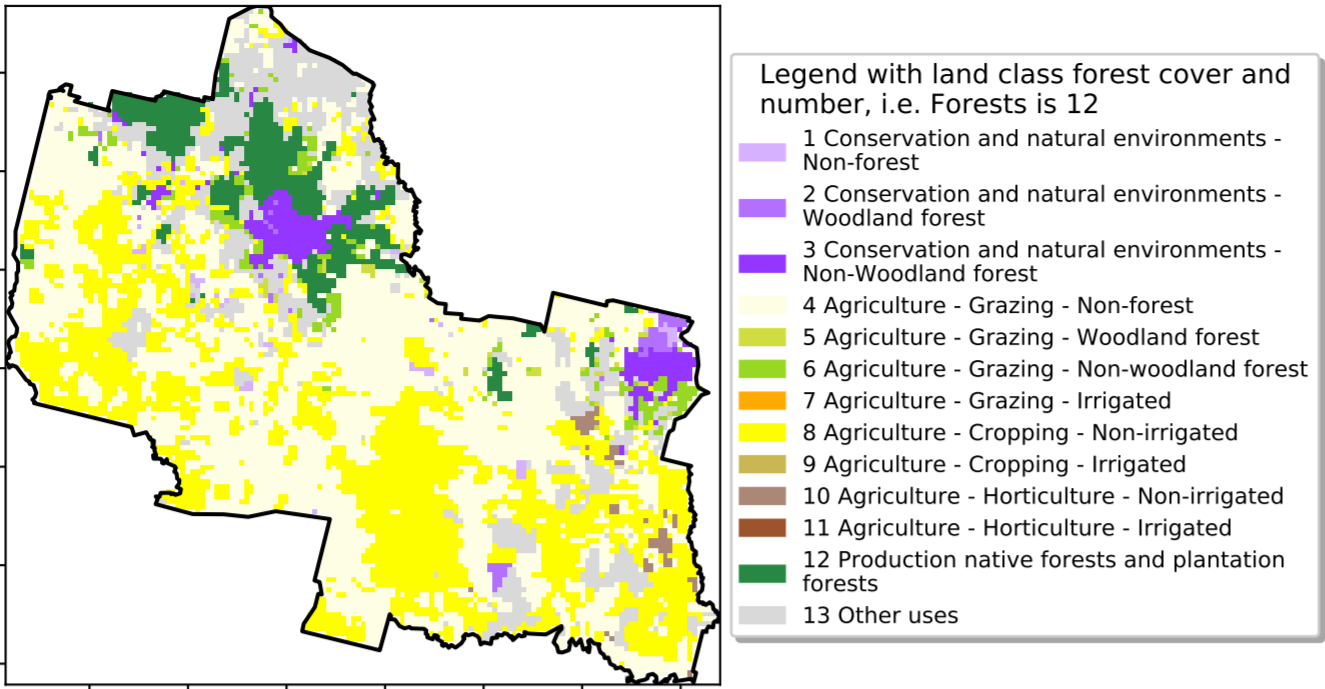 Legend with land class forest cover and
number, i.e. Forests is 12
1 Conservation and natural environments -
Non-forest
2 Conservation and natural environments -
Woodland forest
3 Conservation and natural environments -
Non-Woodland forest
4 Agriculture - Grazing - Non-forest
5 Agriculture - Grazing - Woodland forest
6 Agriculture - Grazing - Non-woodland forest
7 Agriculture - Grazing - Irrigated
8 Agriculture - Cropping - Non-irrigated
9 Agriculture - Cropping - Irrigated
10 Agriculture - Horticulture - Non-irrigated
11 Agriculture - Horticulture - Irrigated
12 Production native forests and plantation
forests
13 Other uses